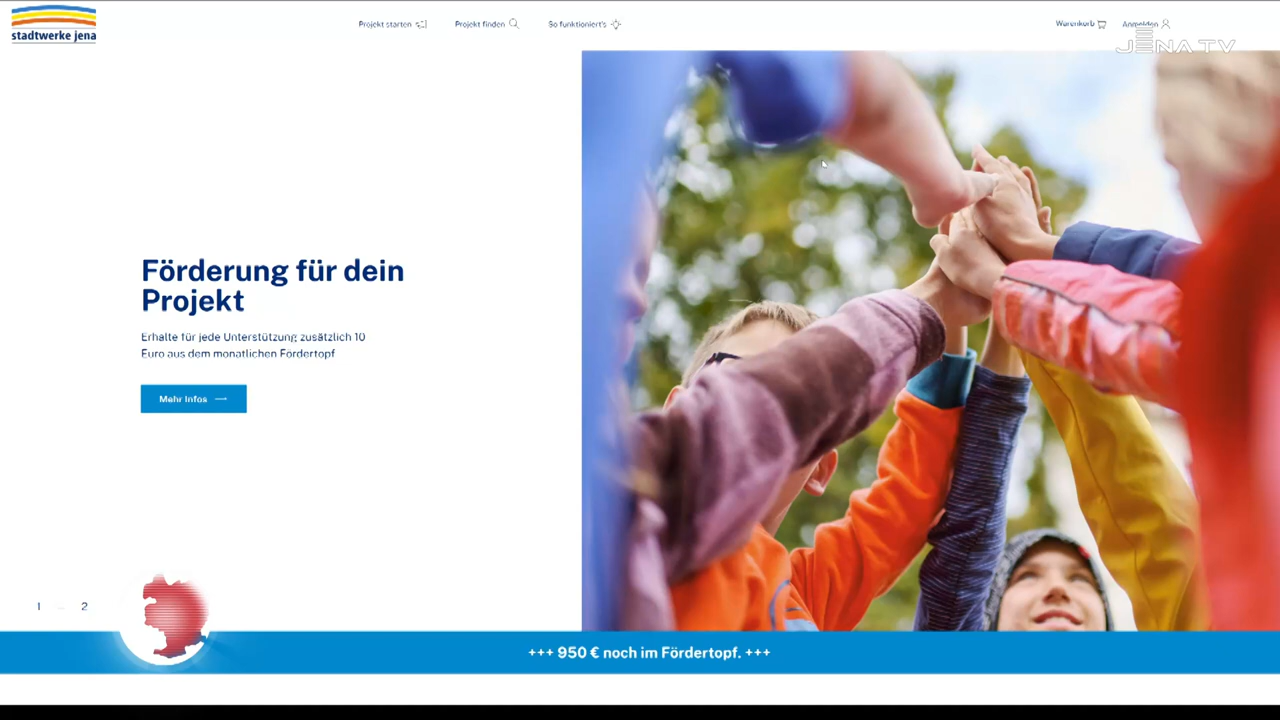 stadtwerke jena
Projekt starten
Projekt finden
So funktioniert's
Warenkorb
Anmelden
JENA TV
Förderung für dein
Projekt
Erhalte für jede Unterstützung zusätzlich 10
Euro aus dem monatlichen Fördertopf
Mehr Infos
1
2
+++ 950 € noch im Fördertopf. +++